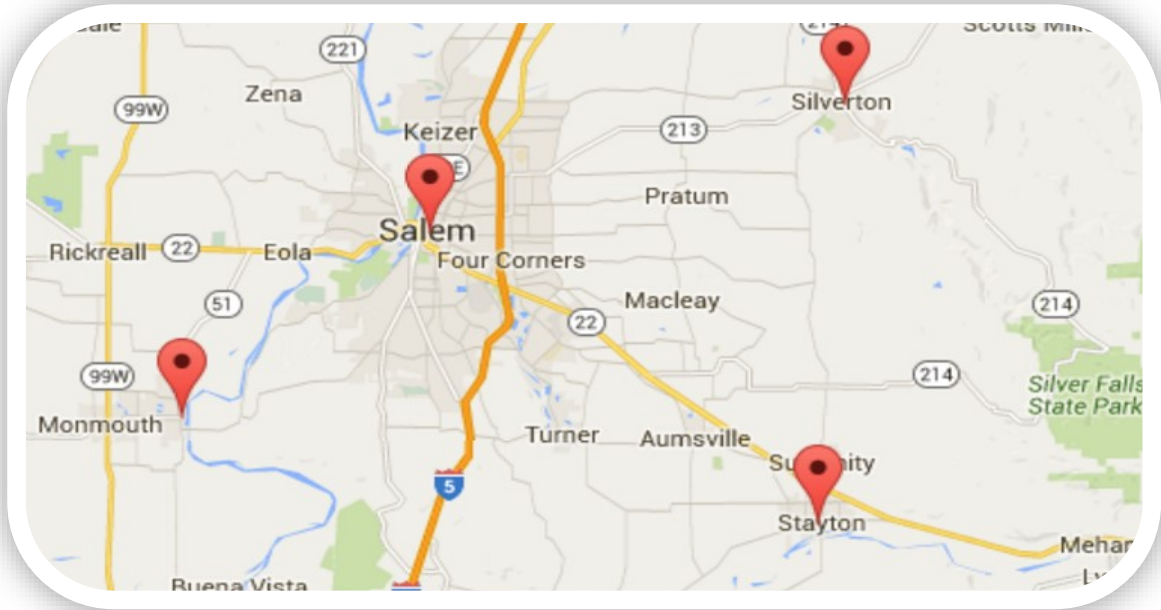 221
Scotts
99W
Zena
Silverton
Keizer
213
E
Pratum
Salem
Rickreall
22
Eola
Four Corners
51
Macleay
214
22
99W
214
Silver Falls
State Park
Monmouth
Turner
Aumsville
5
Stayton
Buena Vista